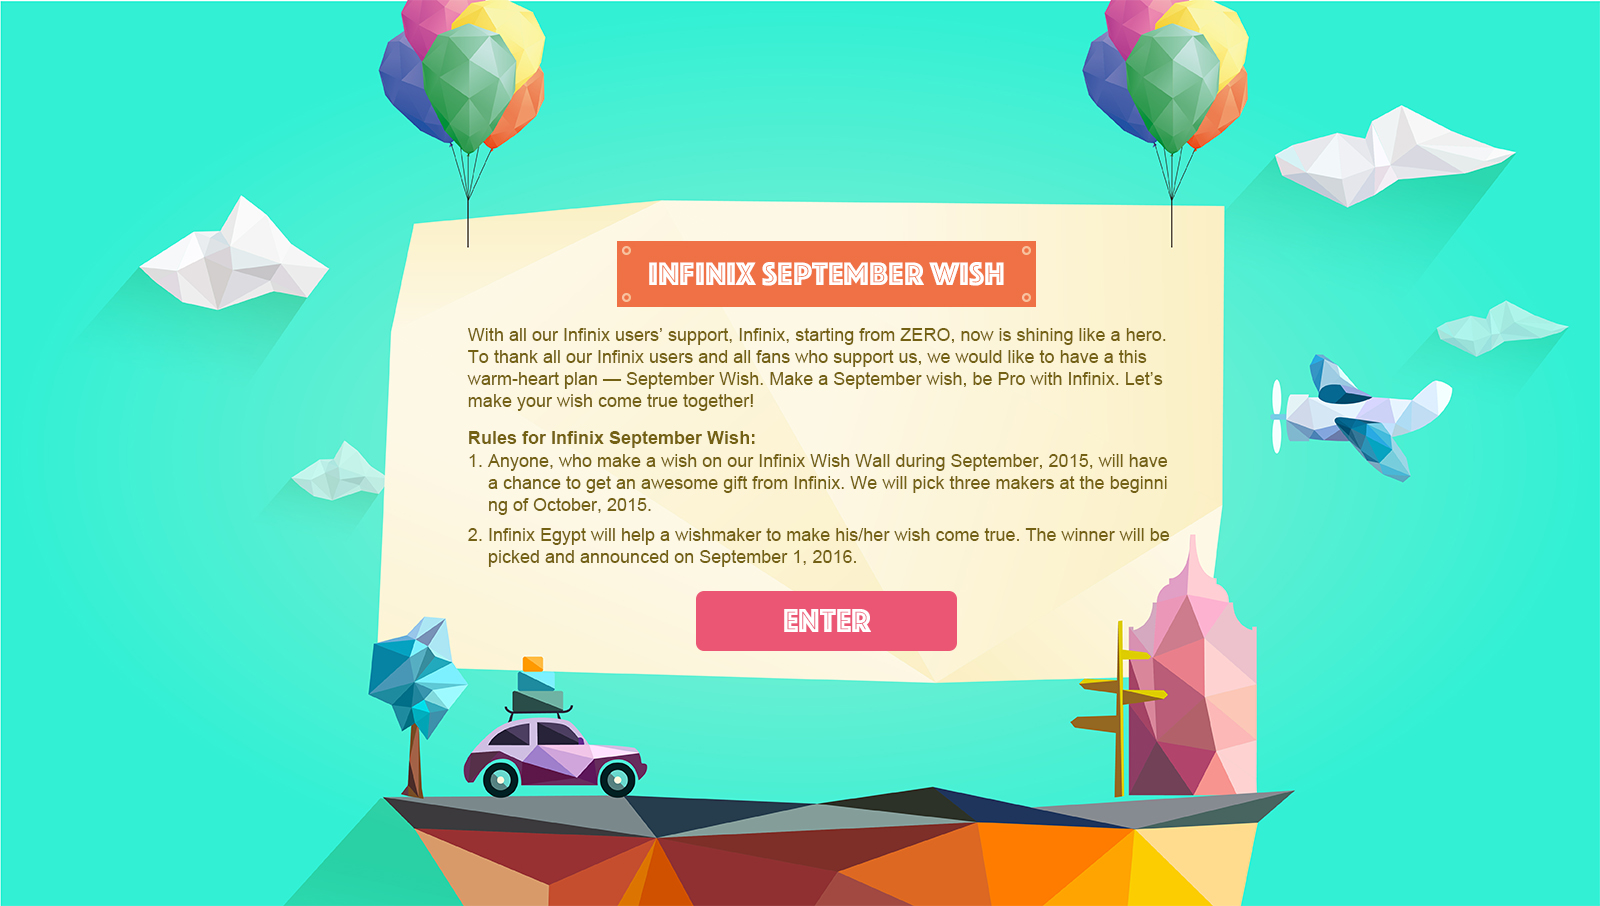 INFINIX SEPTEMBER WISH
With all our Infinix users’ support, Infinix, starting from ZERO, now is shining like a hero.
To thank all our Infinix users and all fans who support us, we would like to have a this
warm-heart plan — September Wish. Make a September wish, be Pro with Infinix. Let’s
make your wish come true together!
Rules for Infinix September Wish:
1. Anyone, who make a wish on our Infinix Wish Wall during September, 2015, will have
a chance to get an awesome gift from Infinix. We will pick three makers at the beginni
ng of October, 2015.
2. Infinix Egypt will help a wishmaker to make his/her wish come true. The winner will be
picked and announced on September 1, 2016.
ENTER